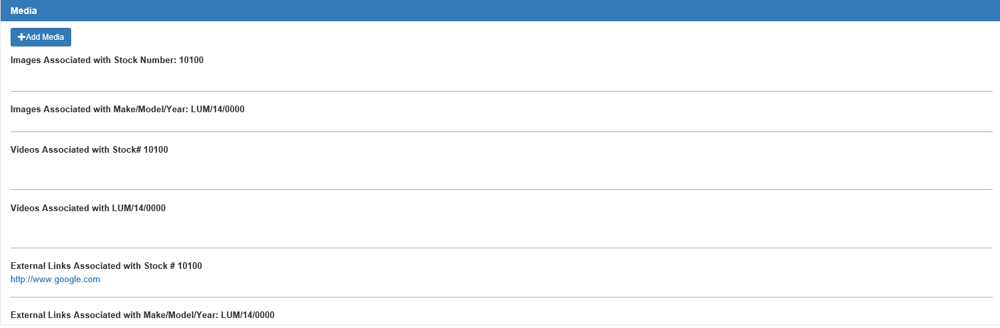 Media
Add Media
Images Associated with Stock Number: 10100
Images Associated with Make/Model/Year: LUM/14/0000
Videos Associated with Stock# 10100
Videos Associated with LUM/14/0000
External Links Associated with Stock # 10100
http://www.google.com
External Links Associated with Make/Model/Year: LUM/14/0000